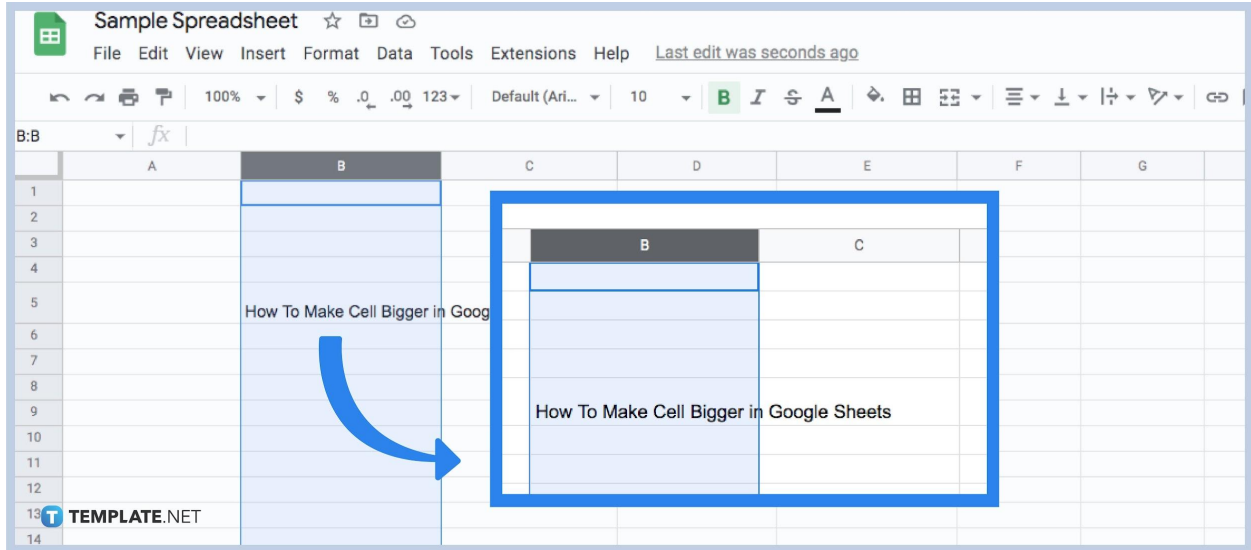 Sample Spreadsheet
File Edit View Insert Format Data Tools Extensions Help Last edit was seconds ago
100% $ % .0 .00 123 Default (Ari... 10 B I S A
B:B fx
A B C D E F G
1
2
3
4
5 How To Make Cell Bigger in Goog
6
7
8
9
10
11
12
13
14
B C
How To Make Cell Bigger in Google Sheets
T TEMPLATE.NET